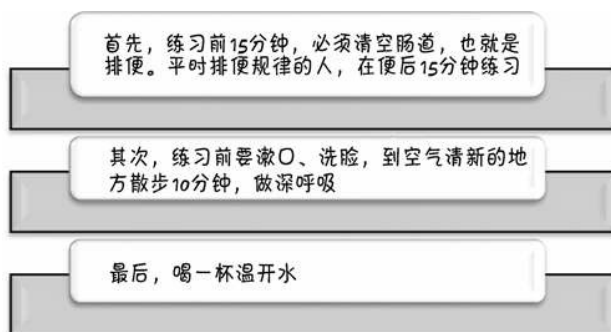 首先，练习前15分钟，必须清空肠道，也就是
排便。平时排便规律的人，在便后15分钟练习
其次，练习前要漱口、洗脸，到空气清新的地
方散步10分钟，做深呼吸
最后，喝一杯温开水